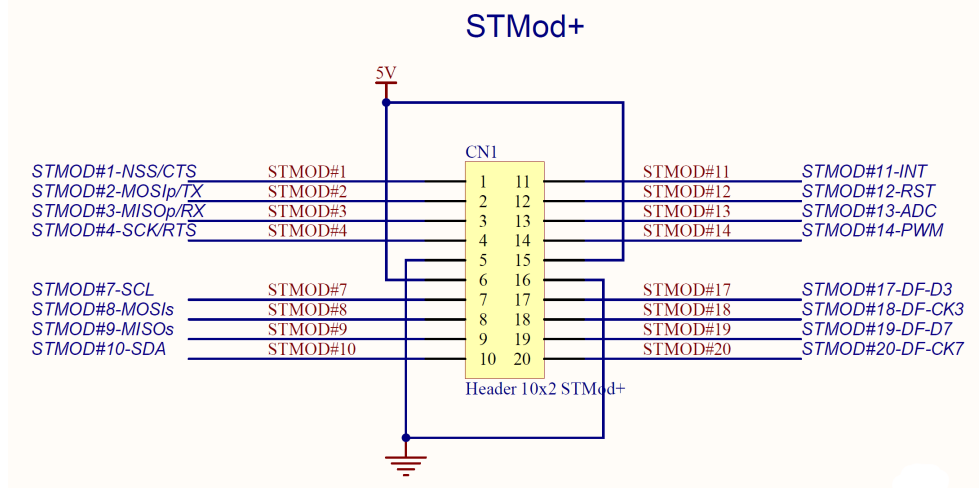 STMod+
5V
CN1
STMOD#1-NSS/CTS STMOD#1 1 11 STMOD#11 STMOD#11-INT
STMOD#2-MOSIp/TX STMOD#2 2 12 STMOD#12 STMOD#12-RST
STMOD#3-MISOp/RX STMOD#3 3 13 STMOD#13 STMOD#13-ADC
STMOD#4-SCK/RTS STMOD#4 4 14 STMOD#14 STMOD#14-PWM
5 15
6 16
STMOD#7-SCL STMOD#7 7 17 STMOD#17 STMOD#17-DF-D3
STMOD#8-MOSIs STMOD#8 8 18 STMOD#18 STMOD#18-DF-CK3
STMOD#9-MISOs STMOD#9 9 19 STMOD#19 STMOD#19-DF-D7
STMOD#10-SDA STMOD#10 10 20 STMOD#20 STMOD#20-DF-CK7
Header 10x2 STMod+